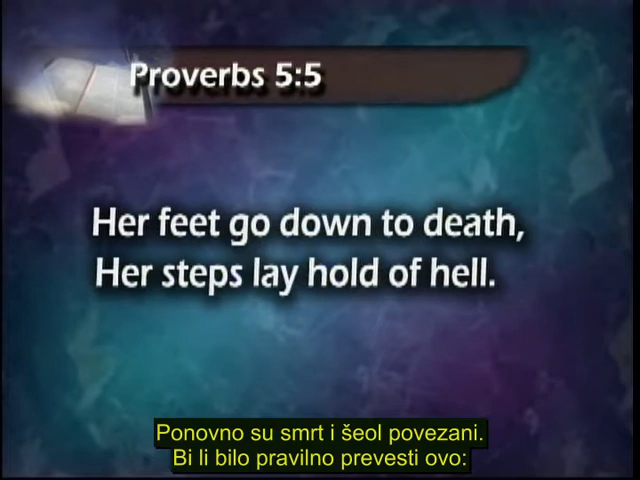 Proverbs 5:5
Her feet go down to death,
Her steps lay hold of hell.
Ponovno su smrt i šeol povezani.
Bi li bilo pravilno prevesti ovo: